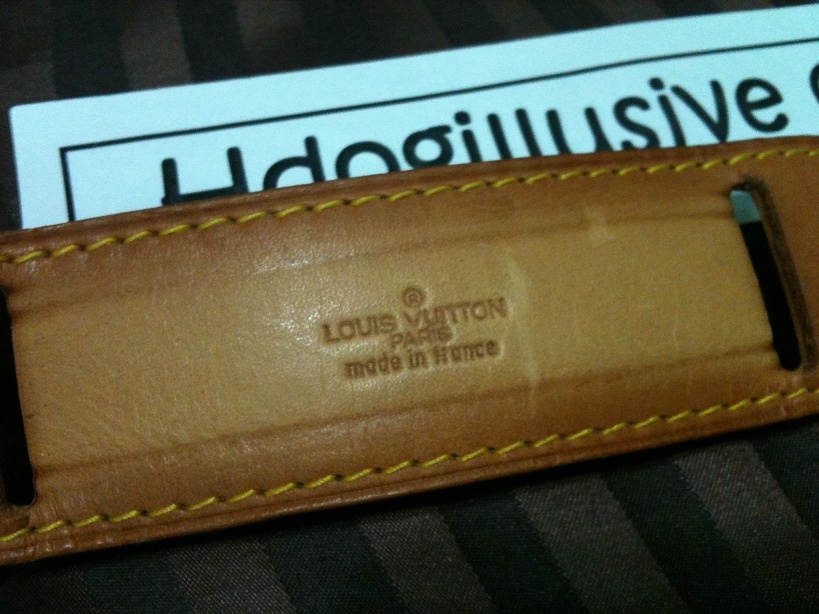 Hdogillusive
®
LOUIS VUITTON
PARIS
made in france